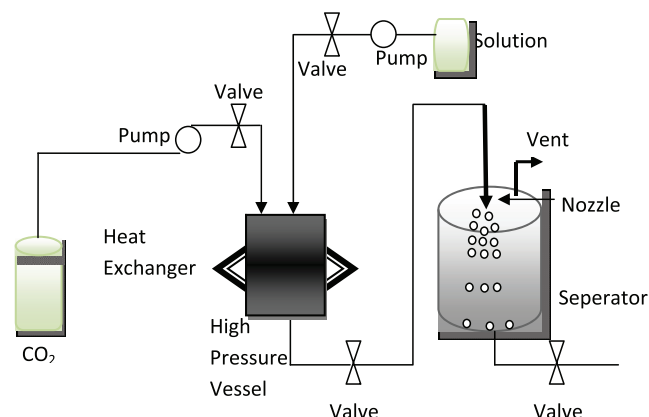 Solution
Pump
Valve
Valve
Pump
Vent
Nozzle
Heat
Exchanger
Seperator
High
Pressure
Vessel
CO₂
Valve
Valve